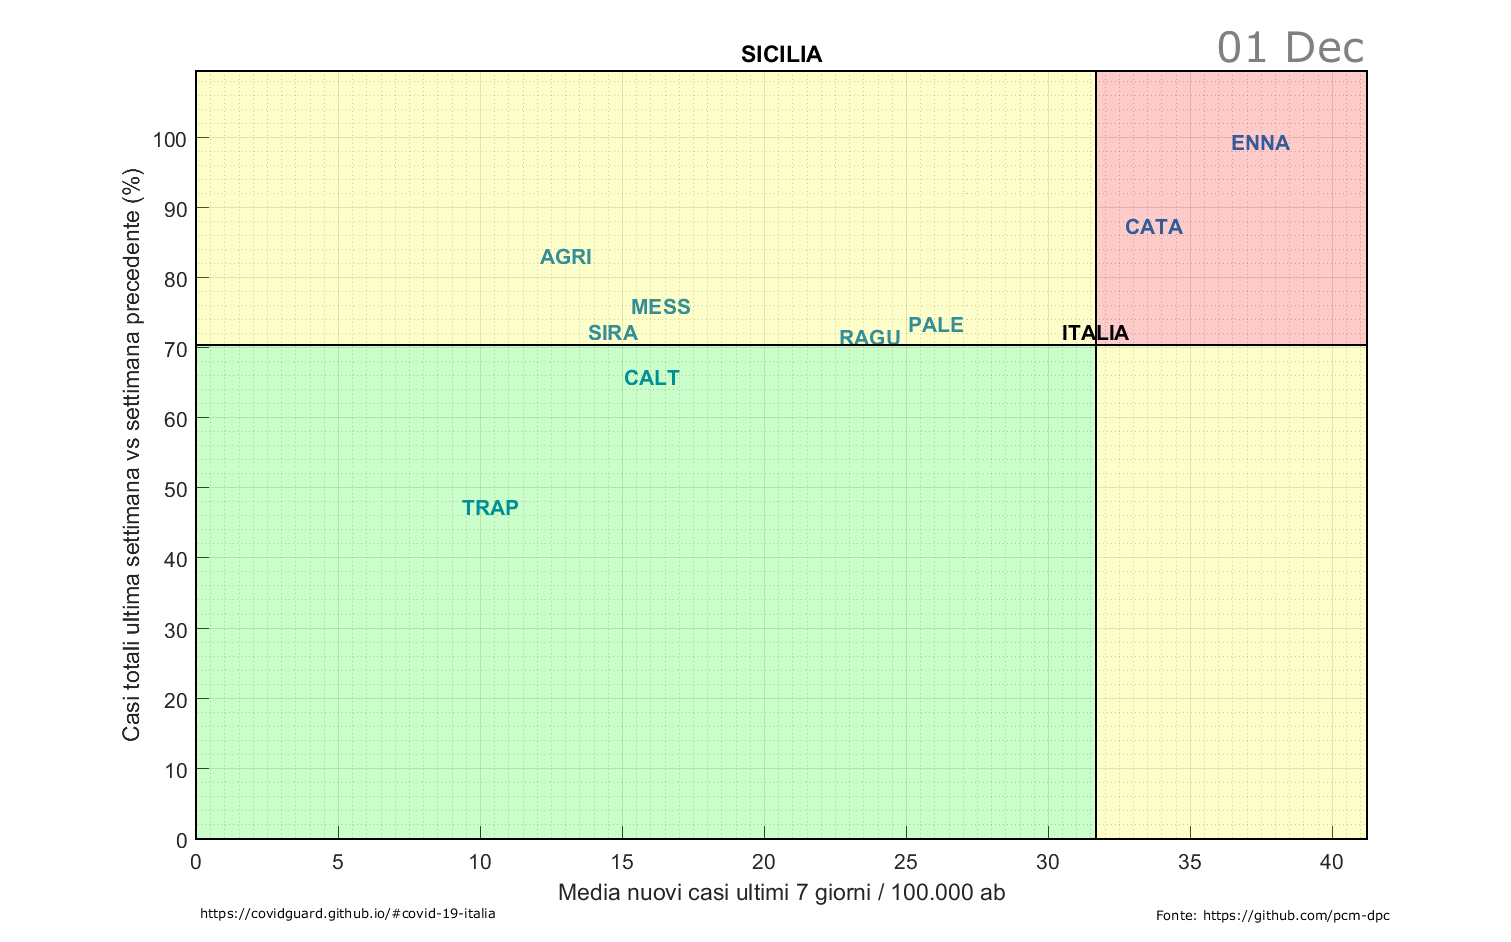 01 Dec
SICILIA
100
90
80
70
60
50
40
30
20
10
0
Casi totali ultima settimana vs settimana precedente (%)
ENNA
CATA
AGRI
MESS
SIRA
PALE
RAGU
ITALIA
CALT
TRAP
0 5 10 15 20 25 30 35 40
Media nuovi casi ultimi 7 giorni / 100.000 ab
https://covidguard.github.io/#covid-19-italia
Fonte: https://github.com/pcm-dpc